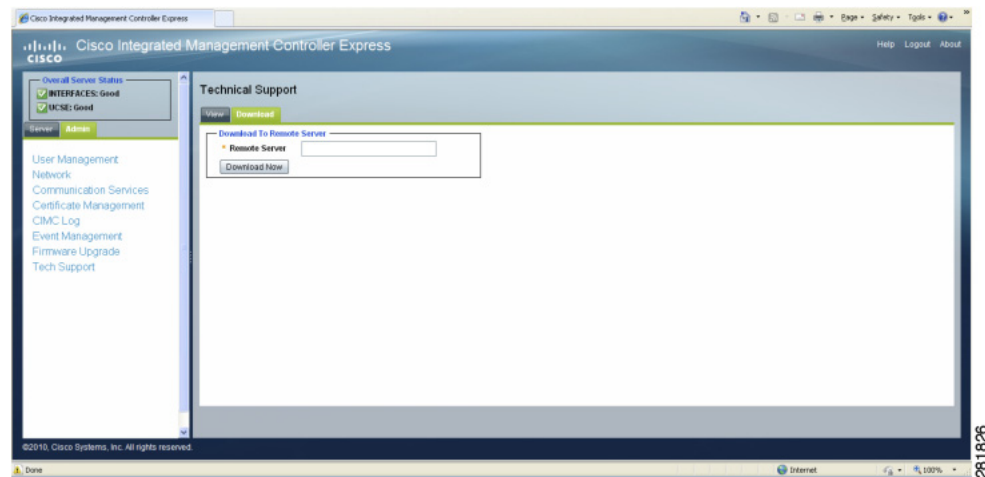 Cisco Integrated Management Controller Express
Page Safety Tools
CISCO
Cisco Integrated Management Controller Express
Help Logout About
Overall Server Status
INTERFACES: Good
UCSE: Good
Server Admin
User Management
Network
Communication Services
Certificate Management
CIMC Log
Event Management
Firmware Upgrade
Tech Support
Technical Support
View Download
Download To Remote Server
* Remote Server
Download Now
©2010, Cisco Systems, Inc. All rights reserved.
Done
Internet
100%
281826